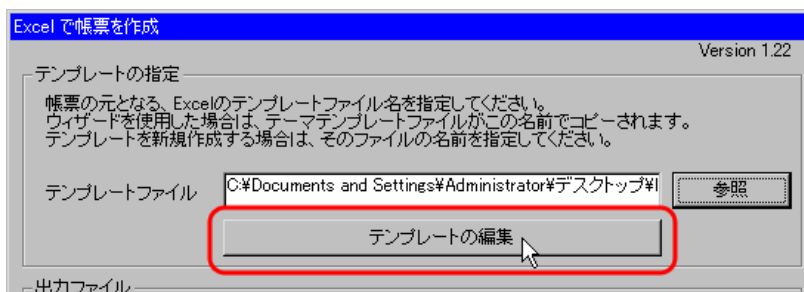 Excel で帳票を作成
Version 1.22
テンプレートの指定
帳票の元となる、Excelのテンプレートファイル名を指定してください。
ウィザードを使用した場合は、テーマテンプレートファイルがこの名前でコピーされます。
テンプレートを新規作成する場合は、そのファイルの名前を指定してください。
テンプレートファイル
C:¥Documents and Settings¥Administrator¥デスクトップ¥I
参照
テンプレートの編集
出力ファイル